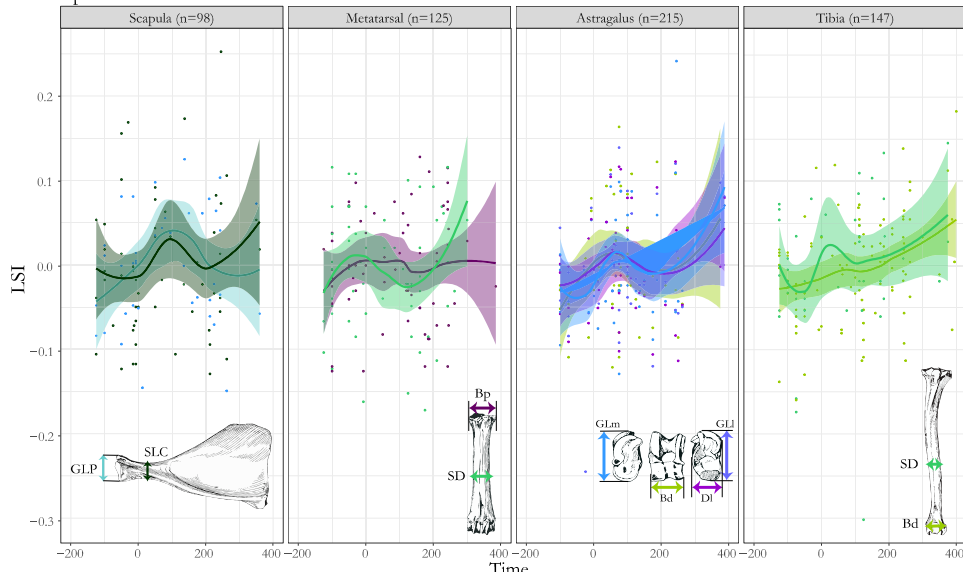 Scapula (n=98) Metatarsal (n=125) Astragalus (n=215) Tibia (n=147)
LSI
0.2
0.1
0.0
−0.1
−0.2
−0.3
GLP SLC
Bp
SD
GLm GLl
Bd Dl
SD
Bd
−200 0 200 400 −200 0 200 400 −200 0 200 400 −200 0 200 400
Time